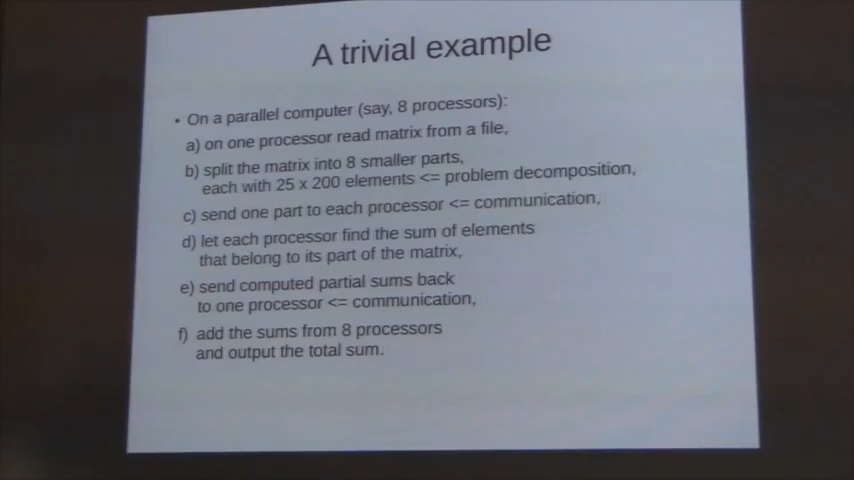 A trivial example
• On a parallel computer (say, 8 processors):
a) on one processor read matrix from a file,
b) split the matrix into 8 smaller parts,
each with 25 x 200 elements <= problem decomposition,
c) send one part to each processor <= communication,
d) let each processor find the sum of elements
that belong to its part of the matrix,
e) send computed partial sums back
to one processor <= communication,
f) add the sums from 8 processors
and output the total sum.